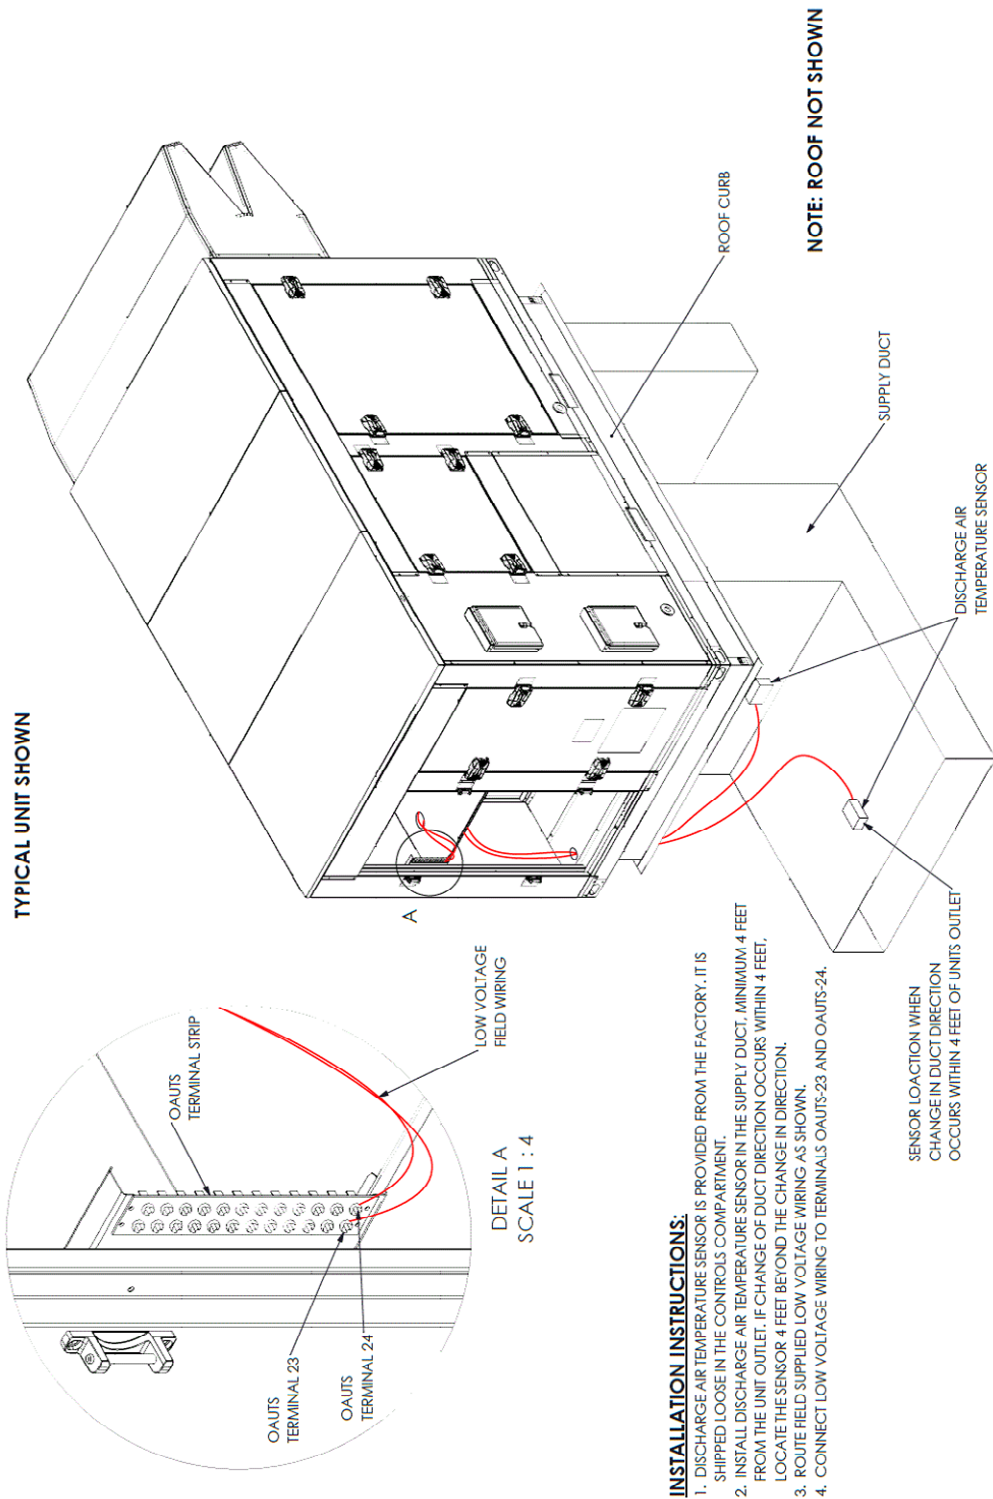 TYPICAL UNIT SHOWN
NOTE: ROOF NOT SHOWN
ROOF CURB
SUPPLY DUCT
DISCHARGE AIR
TEMPERATURE SENSOR
A
OAUTS
TERMINAL STRIP
LOW VOLTAGE
FIELD WIRING
OAUTS
TERMINAL 23
OAUTS
TERMINAL 24
DETAIL A
SCALE 1 : 4
INSTALLATION INSTRUCTIONS:
1. DISCHARGE AIR TEMPERATURE SENSOR IS PROVIDED FROM THE FACTORY. IT IS
SHIPPED LOOSE IN THE CONTROLS COMPARTMENT.
2. INSTALL DISCHARGE AIR TEMPERATURE SENSOR IN THE SUPPLY DUCT, MINIMUM 4 FEET
FROM THE UNIT OUTLET. IF CHANGE OF DUCT DIRECTION OCCURS WITHIN 4 FEET,
LOCATE THE SENSOR 4 FEET BEYOND THE CHANGE IN DIRECTION.
3. ROUTE FIELD SUPPLIED LOW VOLTAGE WIRING AS SHOWN.
4. CONNECT LOW VOLTAGE WIRING TO TERMINALS OAUTS-23 AND OAUTS-24.
SENSOR LOACTION WHEN
CHANGE IN DUCT DIRECTION
OCCURS WITHIN 4 FEET OF UNITS OUTLET